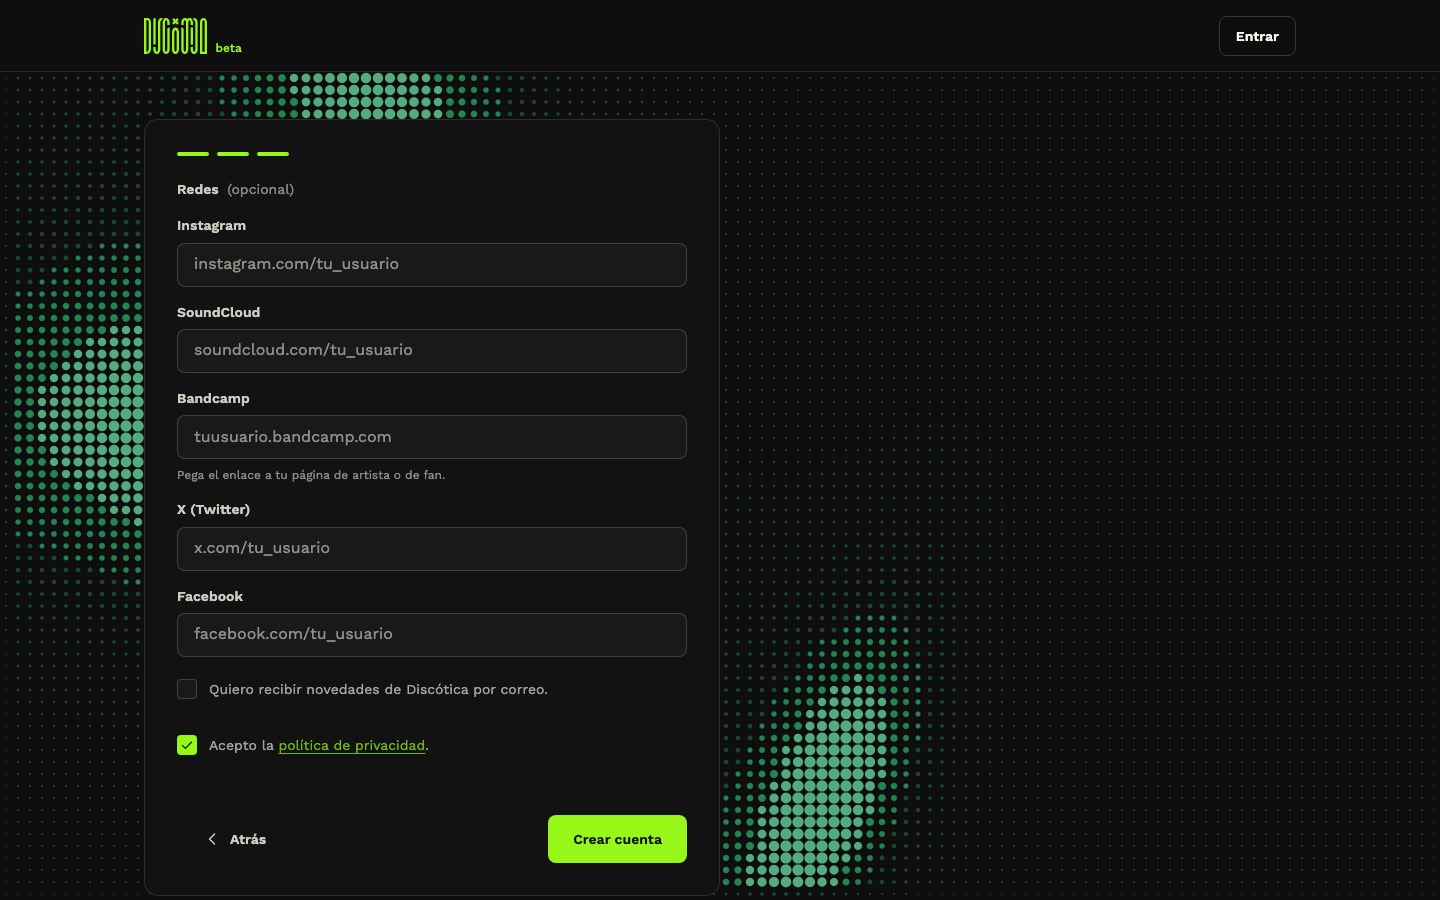 DISCÓTICA
beta
Entrar
Redes (opcional)
Instagram
instagram.com/tu_usuario
SoundCloud
soundcloud.com/tu_usuario
Bandcamp
tuusuario.bandcamp.com
Pega el enlace a tu página de artista o de fan.
X (Twitter)
x.com/tu_usuario
Facebook
facebook.com/tu_usuario
Quiero recibir novedades de Discótica por correo.
Acepto la política de privacidad.
Atrás
Crear cuenta